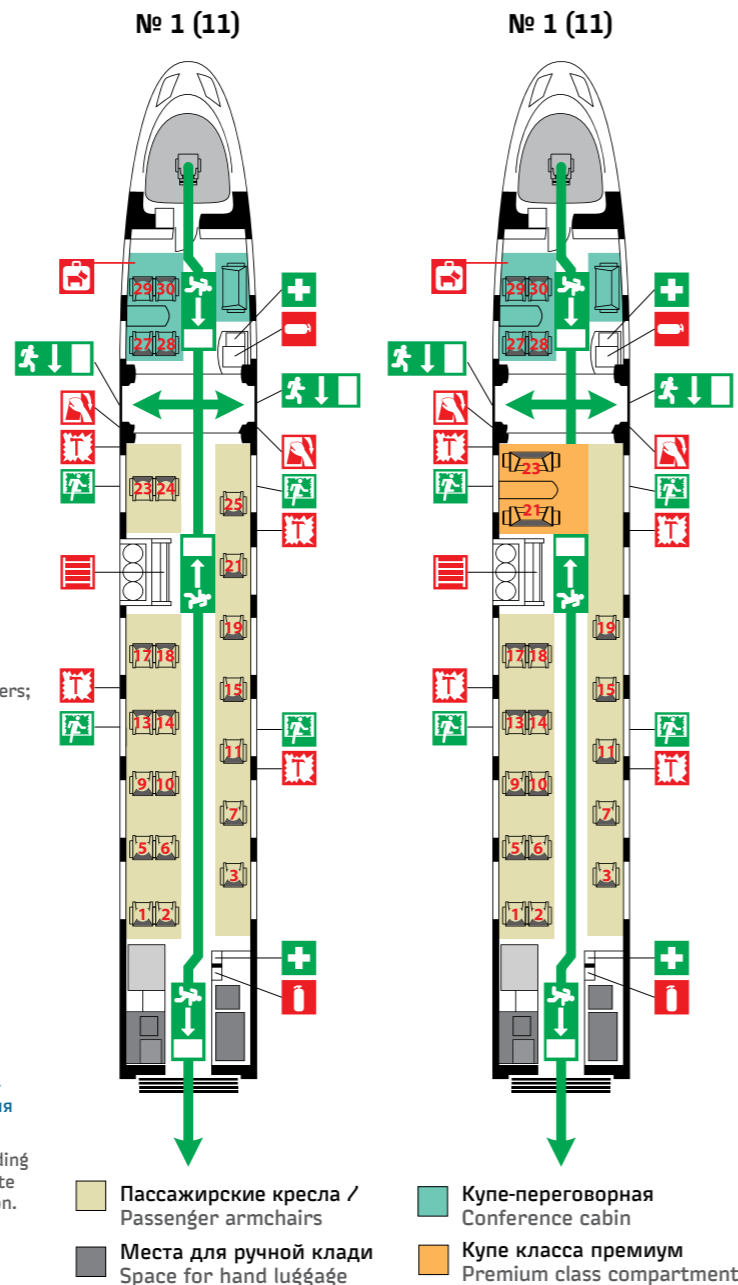 № 1 (11)
29 30
27 28
T
23 24
25
T
21
19
17 18
T
15
13 14
11
T
9 10
7
5 6
3
1 2
№ 1 (11)
29 30
27 28
T
23
21
T
19
17 18
T
15
13 14
11
T
9 10
7
5 6
3
1 2
ers;
ия
ding
te
on.
Пассажирские кресла /
Passenger armchairs
Места для ручной клади
Space for hand luggage
Купе-переговорная
Conference cabin
Купе класса премиум
Premium class compartment